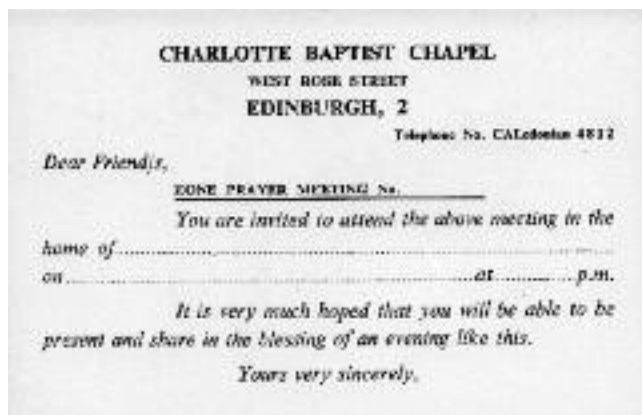 CHARLOTTE BAPTIST CHAPEL
WEST ROSE STREET
EDINBURGH, 2
Telephone No. CALedonian 4812
Dear Friend/s,
ZONE PRAYER MEETING No.
You are invited to attend the above meeting in the
home of
on at p.m.
It is very much hoped that you will be able to be
present and share in the blessing of an evening like this.
Yours very sincerely,